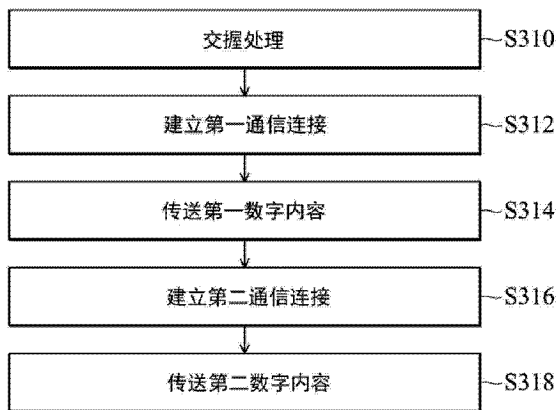 交握处理 S310
建立第一通信连接 S312
传送第一数字内容 S314
建立第二通信连接 S316
传送第二数字内容 S318